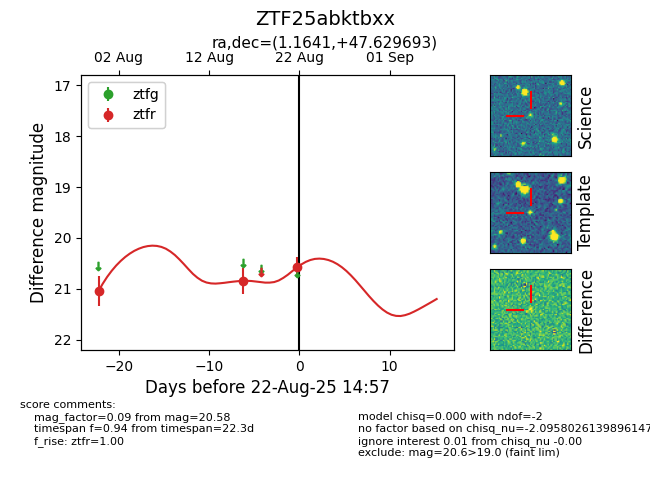 ZTF25abktbxx
ra,dec=(1.1641,+47.629693)
02 Aug 12 Aug 22 Aug 01 Sep
17
18
19
20
21
22
Difference magnitude
ztfg
ztfr
−20 −10 0 10
Days before 22-Aug-25 14:57
Science
Template
Difference
score comments:
mag_factor=0.09 from mag=20.58
timespan f=0.94 from timespan=22.3d
f_rise: ztfr=1.00
model chisq=0.000 with ndof=-2
no factor based on chisq_nu=-2.0958026139896147
ignore interest 0.01 from chisq_nu -0.00
exclude: mag=20.6>19.0 (faint lim)